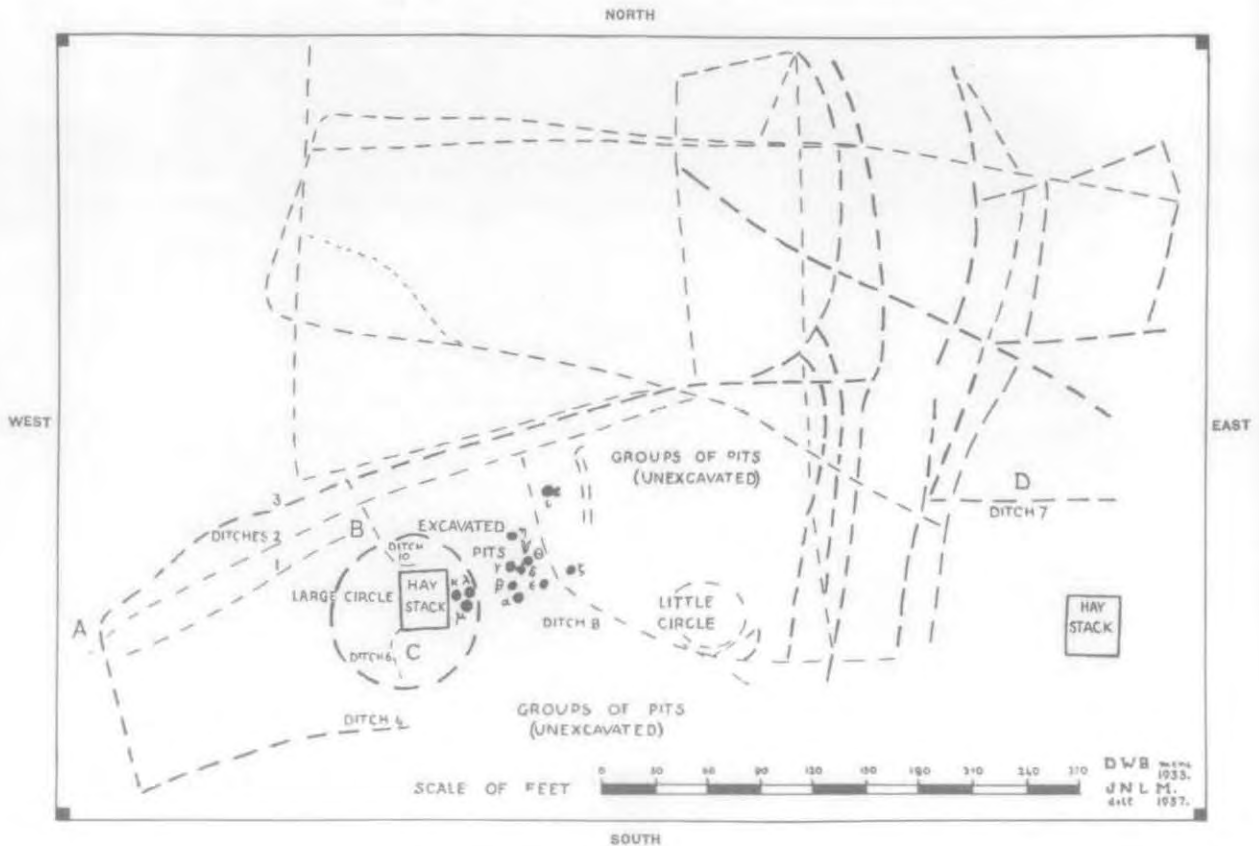 NORTH
WEST
EAST
GROUPS OF PITS
(UNEXCAVATED)
D
DITCH 7
3
DITCHES 2
1
B
EXCAVATED
PITS
DITCH
10
LARGE CIRCLE
HAY
STACK
κ λ
μ
ι
γ
θ
δ
β
ε
ζ
α
A
DITCH 6
C
DITCH 8
LITTLE
CIRCLE
HAY
STACK
DITCH 4
GROUPS OF PITS
(UNEXCAVATED)
SCALE OF FEET
0 30 60 90 120 150 180 210 240 270
DWB mens
1933.
JNLM.
delt 1937.
SOUTH